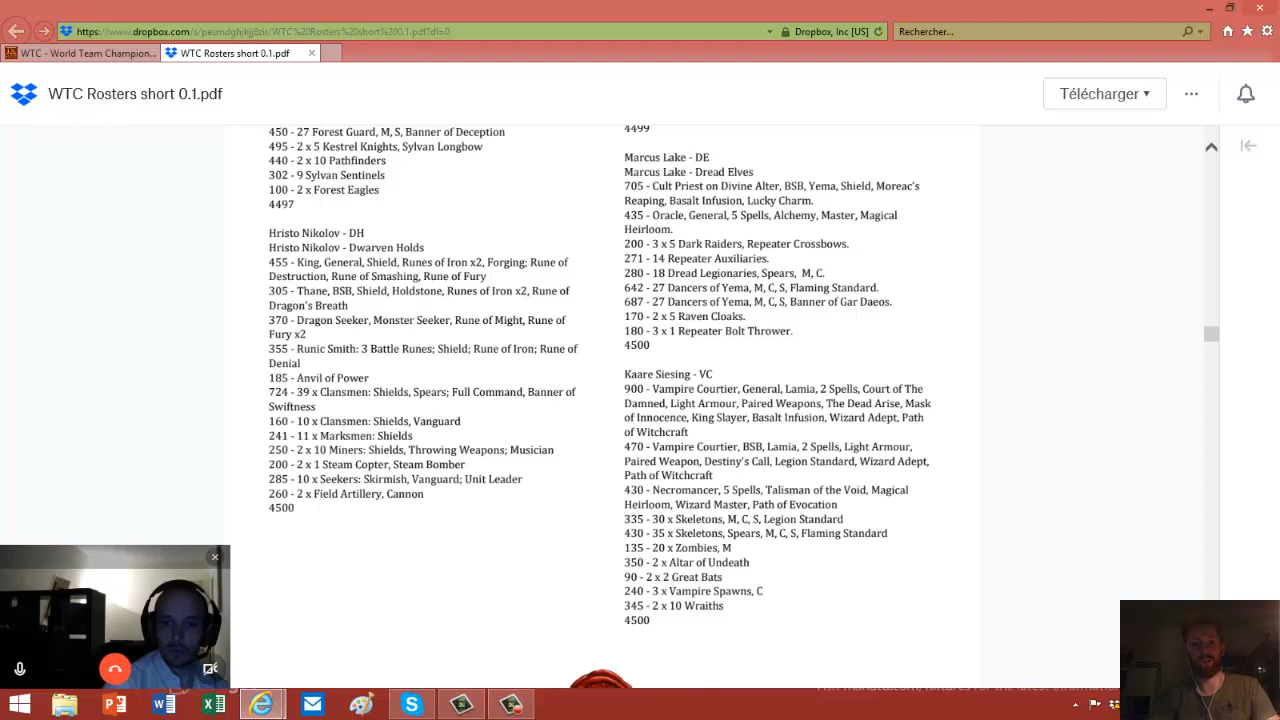 https://www.dropbox.com/s/pesmdghjkjj8zir/WTC%20Rosters%20short%200.1.pdf?dl=0
Dropbox, Inc [US]
Rechercher...
WTC - World Team Champion...
WTC Rosters short 0.1.pdf
WTC Rosters short 0.1.pdf
Télécharger
450 - 27 Forest Guard, M, S, Banner of Deception
495 - 2 x 5 Kestrel Knights, Sylvan Longbow
440 - 2 x 10 Pathfinders
302 - 9 Sylvan Sentinels
100 - 2 x Forest Eagles
4497
Hristo Nikolov - DH
Hristo Nikolov - Dwarven Holds
455 - King, General, Shield, Runes of Iron x2, Forging; Rune of
Destruction, Rune of Smashing, Rune of Fury
305 - Thane, BSB, Shield, Holdstone, Runes of Iron x2, Rune of
Dragon's Breath
370 - Dragon Seeker, Monster Seeker, Rune of Might, Rune of
Fury x2
355 - Runic Smith: 3 Battle Runes; Shield; Rune of Iron; Rune of
Denial
185 - Anvil of Power
724 - 39 x Clansmen: Shields, Spears; Full Command, Banner of
Swiftness
160 - 10 x Clansmen: Shields, Vanguard
241 - 11 x Marksmen: Shields
250 - 2 x 10 Miners: Shields, Throwing Weapons; Musician
200 - 2 x 1 Steam Copter, Steam Bomber
285 - 10 x Seekers: Skirmish, Vanguard; Unit Leader
260 - 2 x Field Artillery, Cannon
4500
4499
Marcus Lake - DE
Marcus Lake - Dread Elves
705 - Cult Priest on Divine Alter, BSB, Yema, Shield, Moreac's
Reaping, Basalt Infusion, Lucky Charm.
435 - Oracle, General, 5 Spells, Alchemy, Master, Magical
Heirloom.
200 - 3 x 5 Dark Raiders, Repeater Crossbows.
271 - 14 Repeater Auxiliaries.
280 - 18 Dread Legionaries, Spears, M, C.
642 - 27 Dancers of Yema, M, C, S, Flaming Standard.
687 - 27 Dancers of Yema, M, C, S, Banner of Gar Daeos.
170 - 2 x 5 Raven Cloaks.
180 - 3 x 1 Repeater Bolt Thrower.
4500
Kaare Siesing - VC
900 - Vampire Courtier, General, Lamia, 2 Spells, Court of The
Damned, Light Armour, Paired Weapons, The Dead Arise, Mask
of Innocence, King Slayer, Basalt Infusion, Wizard Adept, Path
of Witchcraft
470 - Vampire Courtier, BSB, Lamia, 2 Spells, Light Armour,
Paired Weapon, Destiny's Call, Legion Standard, Wizard Adept,
Path of Witchcraft
430 - Necromancer, 5 Spells, Talisman of the Void, Magical
Heirloom, Wizard Master, Path of Evocation
335 - 30 x Skeletons, M, C, S, Legion Standard
430 - 35 x Skeletons, Spears, M, C, S, Flaming Standard
135 - 20 x Zombies, M
350 - 2 x Altar of Undeath
90 - 2 x 2 Great Bats
240 - 3 x Vampire Spawns, C
345 - 2 x 10 Wraiths
4500